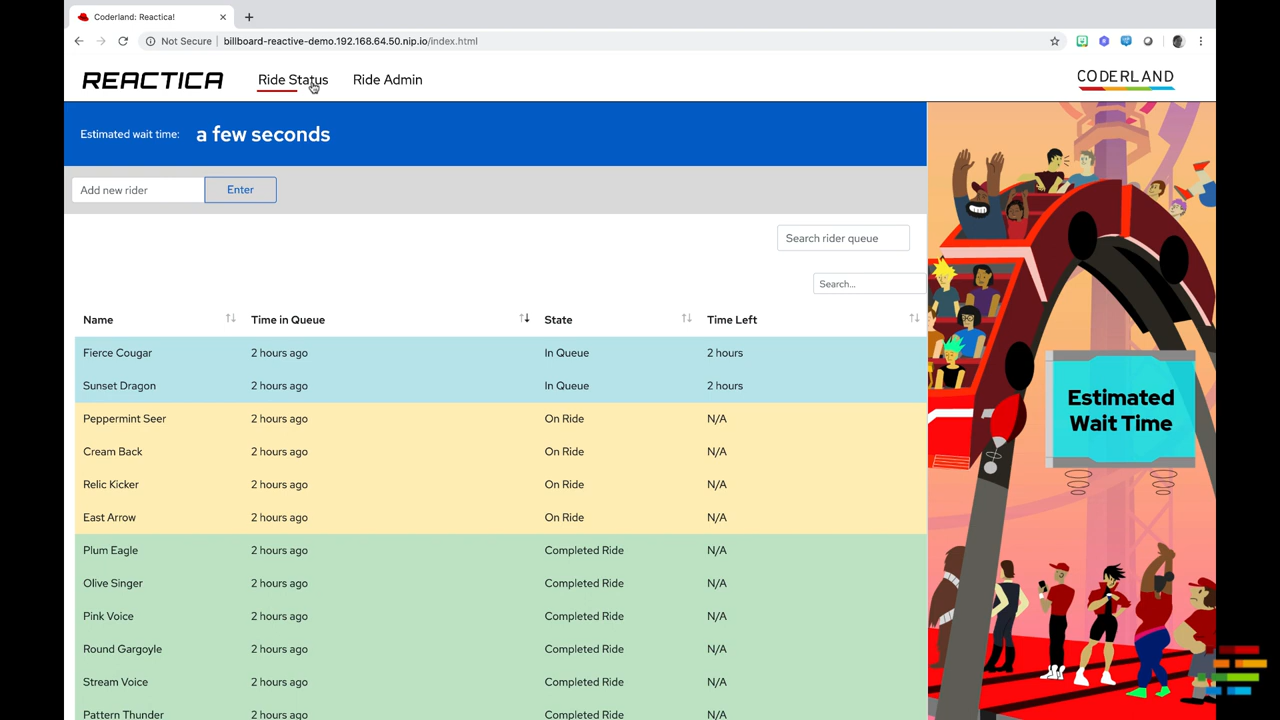 Coderland: Reactica!
Not Secure billboard-reactive-demo.192.168.64.50.nip.io/index.html
REACTICA Ride Status Ride Admin CODERLAND
Estimated wait time: a few seconds
Add new rider Enter
Search rider queue
Search...
Name Time in Queue State Time Left
Fierce Cougar 2 hours ago In Queue 2 hours
Sunset Dragon 2 hours ago In Queue 2 hours
Peppermint Seer 2 hours ago On Ride N/A
Cream Back 2 hours ago On Ride N/A
Relic Kicker 2 hours ago On Ride N/A
East Arrow 2 hours ago On Ride N/A
Plum Eagle 2 hours ago Completed Ride N/A
Olive Singer 2 hours ago Completed Ride N/A
Pink Voice 2 hours ago Completed Ride N/A
Round Gargoyle 2 hours ago Completed Ride N/A
Stream Voice 2 hours ago Completed Ride N/A
Pattern Thunder 2 hours ago Completed Ride N/A
Estimated
Wait Time